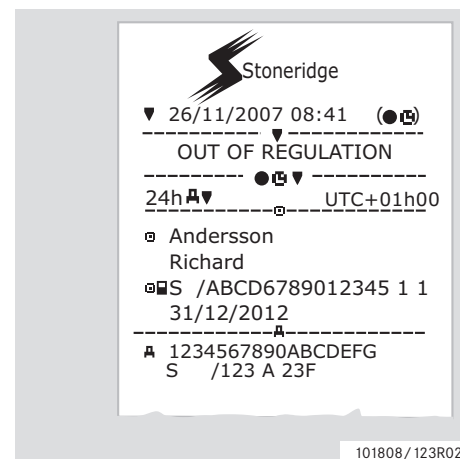 Stoneridge
26/11/2007 08:41 ( )
OUT OF REGULATION
24h UTC+01h00
Andersson
Richard
S /ABCD6789012345 1 1
31/12/2012
1234567890ABCDEFG
S /123 A 23F
101808/123R02